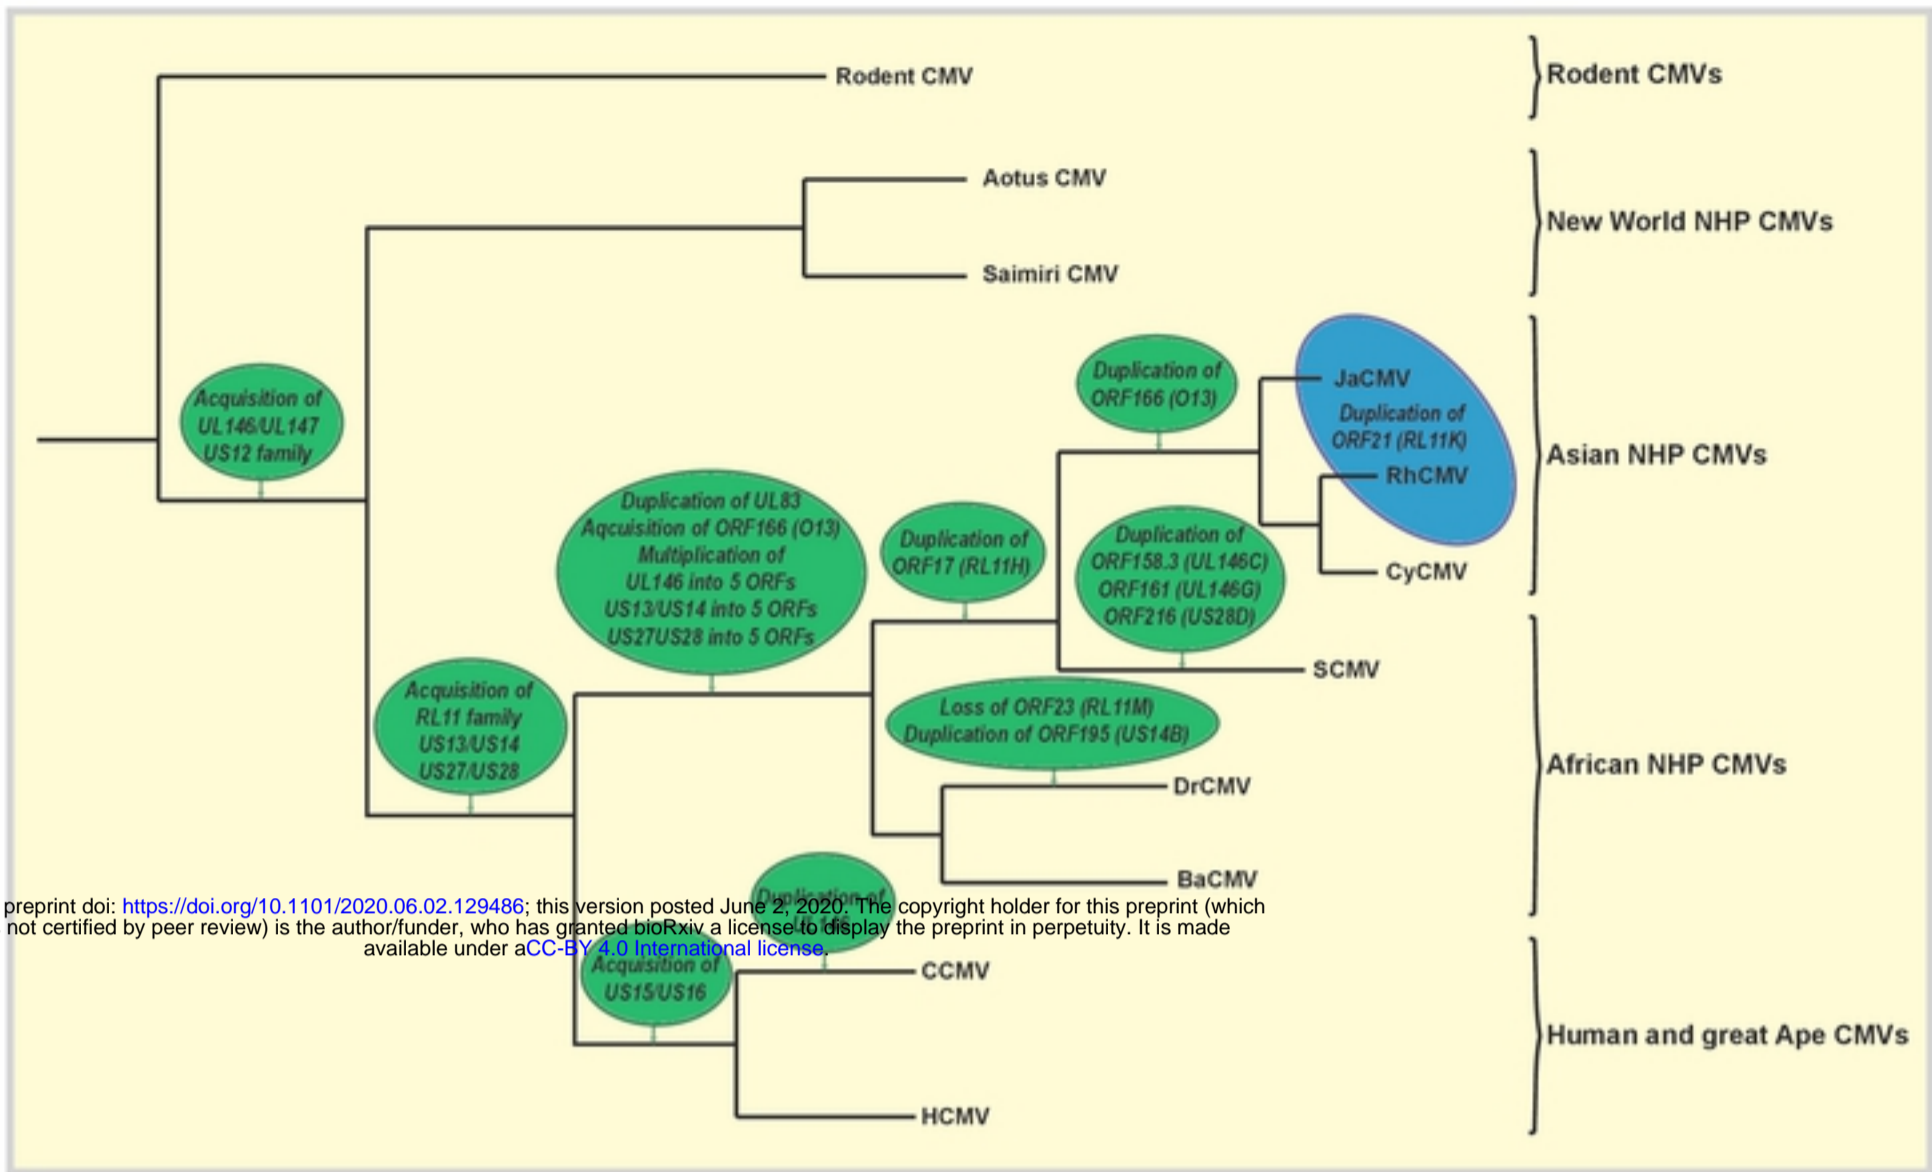 Rodent CMV
Rodent CMVs
Aotus CMV
Saimiri CMV
New World NHP CMVs
Acquisition of
UL146/UL147
US12 family
Duplication of
ORF166 (O13)
JaCMV
Duplication of
ORF21 (RL11K)
RhCMV
CyCMV
Asian NHP CMVs
Duplication of UL83
Aqcuisition of ORF166 (O13)
Multiplication of
UL146 into 5 ORFs
US13/US14 into 5 ORFs
US27US28 into 5 ORFs
Duplication of
ORF17 (RL11H)
Duplication of
ORF158.3 (UL146C)
ORF161 (UL146G)
ORF216 (US28D)
SCMV
Acquisition of
RL11 family
US13/US14
US27/US28
Loss of ORF23 (RL11M)
Duplication of ORF195 (US14B)
DrCMV
BaCMV
African NHP CMVs
Duplication of
preprint doi: https://doi.org/10.1101/2020.06.02.129486; this version posted June 2, 2020. The copyright holder for this preprint (which
not certified by peer review) is the author/funder, who has granted bioRxiv a license to display the preprint in perpetuity. It is made
available under aCC-BY 4.0 International license.
Acquisition of
US15/US16
CCMV
HCMV
Human and great Ape CMVs